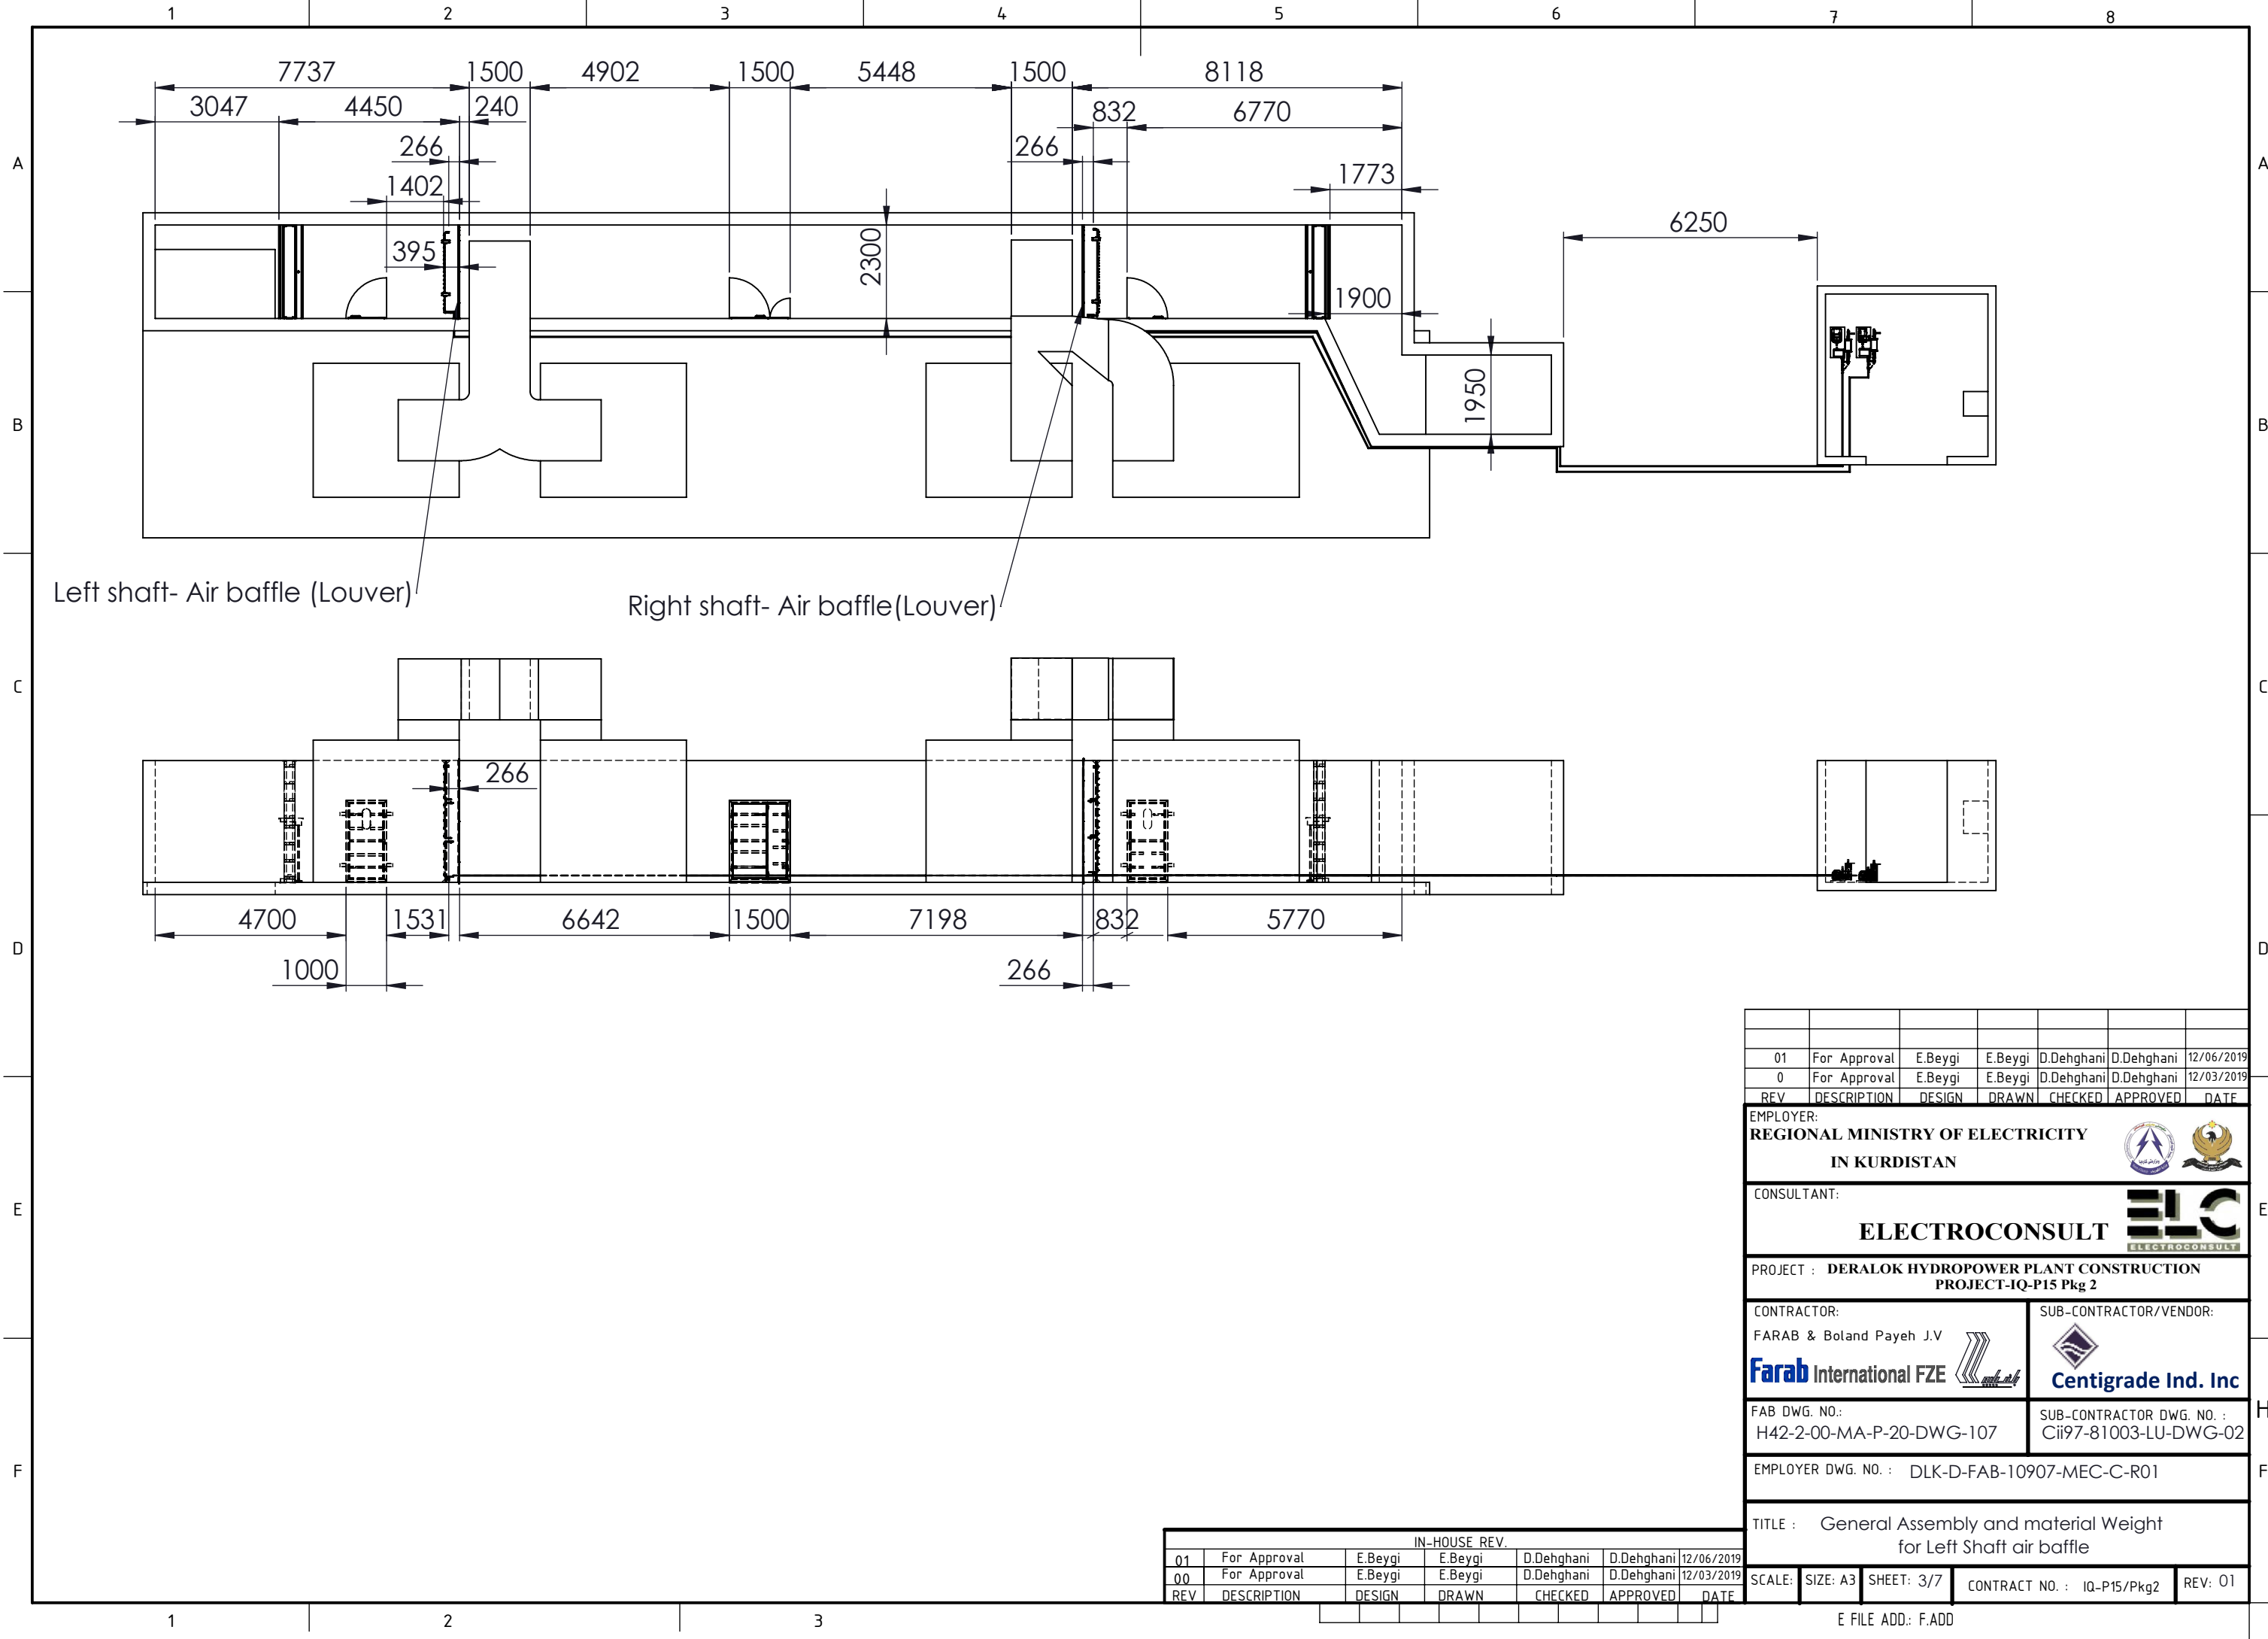 1 2 3 4 5 6 7 8
7737 1500 4902 1500 5448 1500 8118
3047 4450 240 832 6770
266 266
1402 1773
6250
395 2300
1900
1950
A A
B B
Left shaft- Air baffle (Louver)
Right shaft- Air baffle(Louver)
C C
266
4700 1531 6642 1500 7198 832 5770
D D
1000 266
01 For Approval E.Beygi E.Beygi D.Dehghani D.Dehghani 12/06/2019
0 For Approval E.Beygi E.Beygi D.Dehghani D.Dehghani 12/03/2019
REV DESCRIPTION DESIGN DRAWN CHECKED APPROVED DATE
EMPLOYER:
REGIONAL MINISTRY OF ELECTRICITY
IN KURDISTAN
CONSULTANT:
E E
ELECTROCONSULT
ELC
ELECTROCONSULT
PROJECT : DERALOK HYDROPOWER PLANT CONSTRUCTION
PROJECT-IQ-P15 Pkg 2
CONTRACTOR:
FARAB & Boland Payeh J.V
Farab International FZE
SUB-CONTRACTOR/VENDOR:
Centigrade Ind. Inc
FAB DWG. NO.:
H42-2-00-MA-P-20-DWG-107
SUB-CONTRACTOR DWG. NO. :
Cii97-81003-LU-DWG-02
H
F F
EMPLOYER DWG. NO. : DLK-D-FAB-10907-MEC-C-R01
TITLE : General Assembly and material Weight
for Left Shaft air baffle
SCALE: SIZE: A3 SHEET: 3/7 CONTRACT NO. : IQ-P15/Pkg2 REV: 01
IN-HOUSE REV.
01 For Approval E.Beygi E.Beygi D.Dehghani D.Dehghani 12/06/2019
00 For Approval E.Beygi E.Beygi D.Dehghani D.Dehghani 12/03/2019
REV DESCRIPTION DESIGN DRAWN CHECKED APPROVED DATE
1 2 3
E FILE ADD.: F.ADD